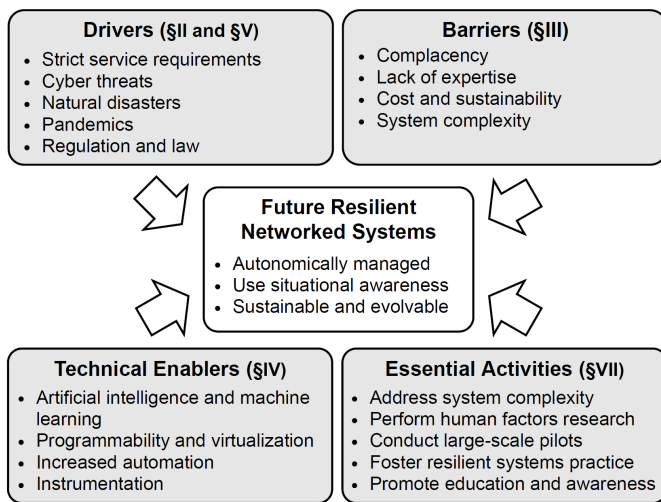 Drivers (§II and §V)
• Strict service requirements
• Cyber threats
• Natural disasters
• Pandemics
• Regulation and law
Barriers (§III)
• Complacency
• Lack of expertise
• Cost and sustainability
• System complexity
Future Resilient
Networked Systems
• Autonomically managed
• Use situational awareness
• Sustainable and evolvable
Technical Enablers (§IV)
• Artificial intelligence and machine
learning
• Programmability and virtualization
• Increased automation
• Instrumentation
Essential Activities (§VII)
• Address system complexity
• Perform human factors research
• Conduct large-scale pilots
• Foster resilient systems practice
• Promote education and awareness